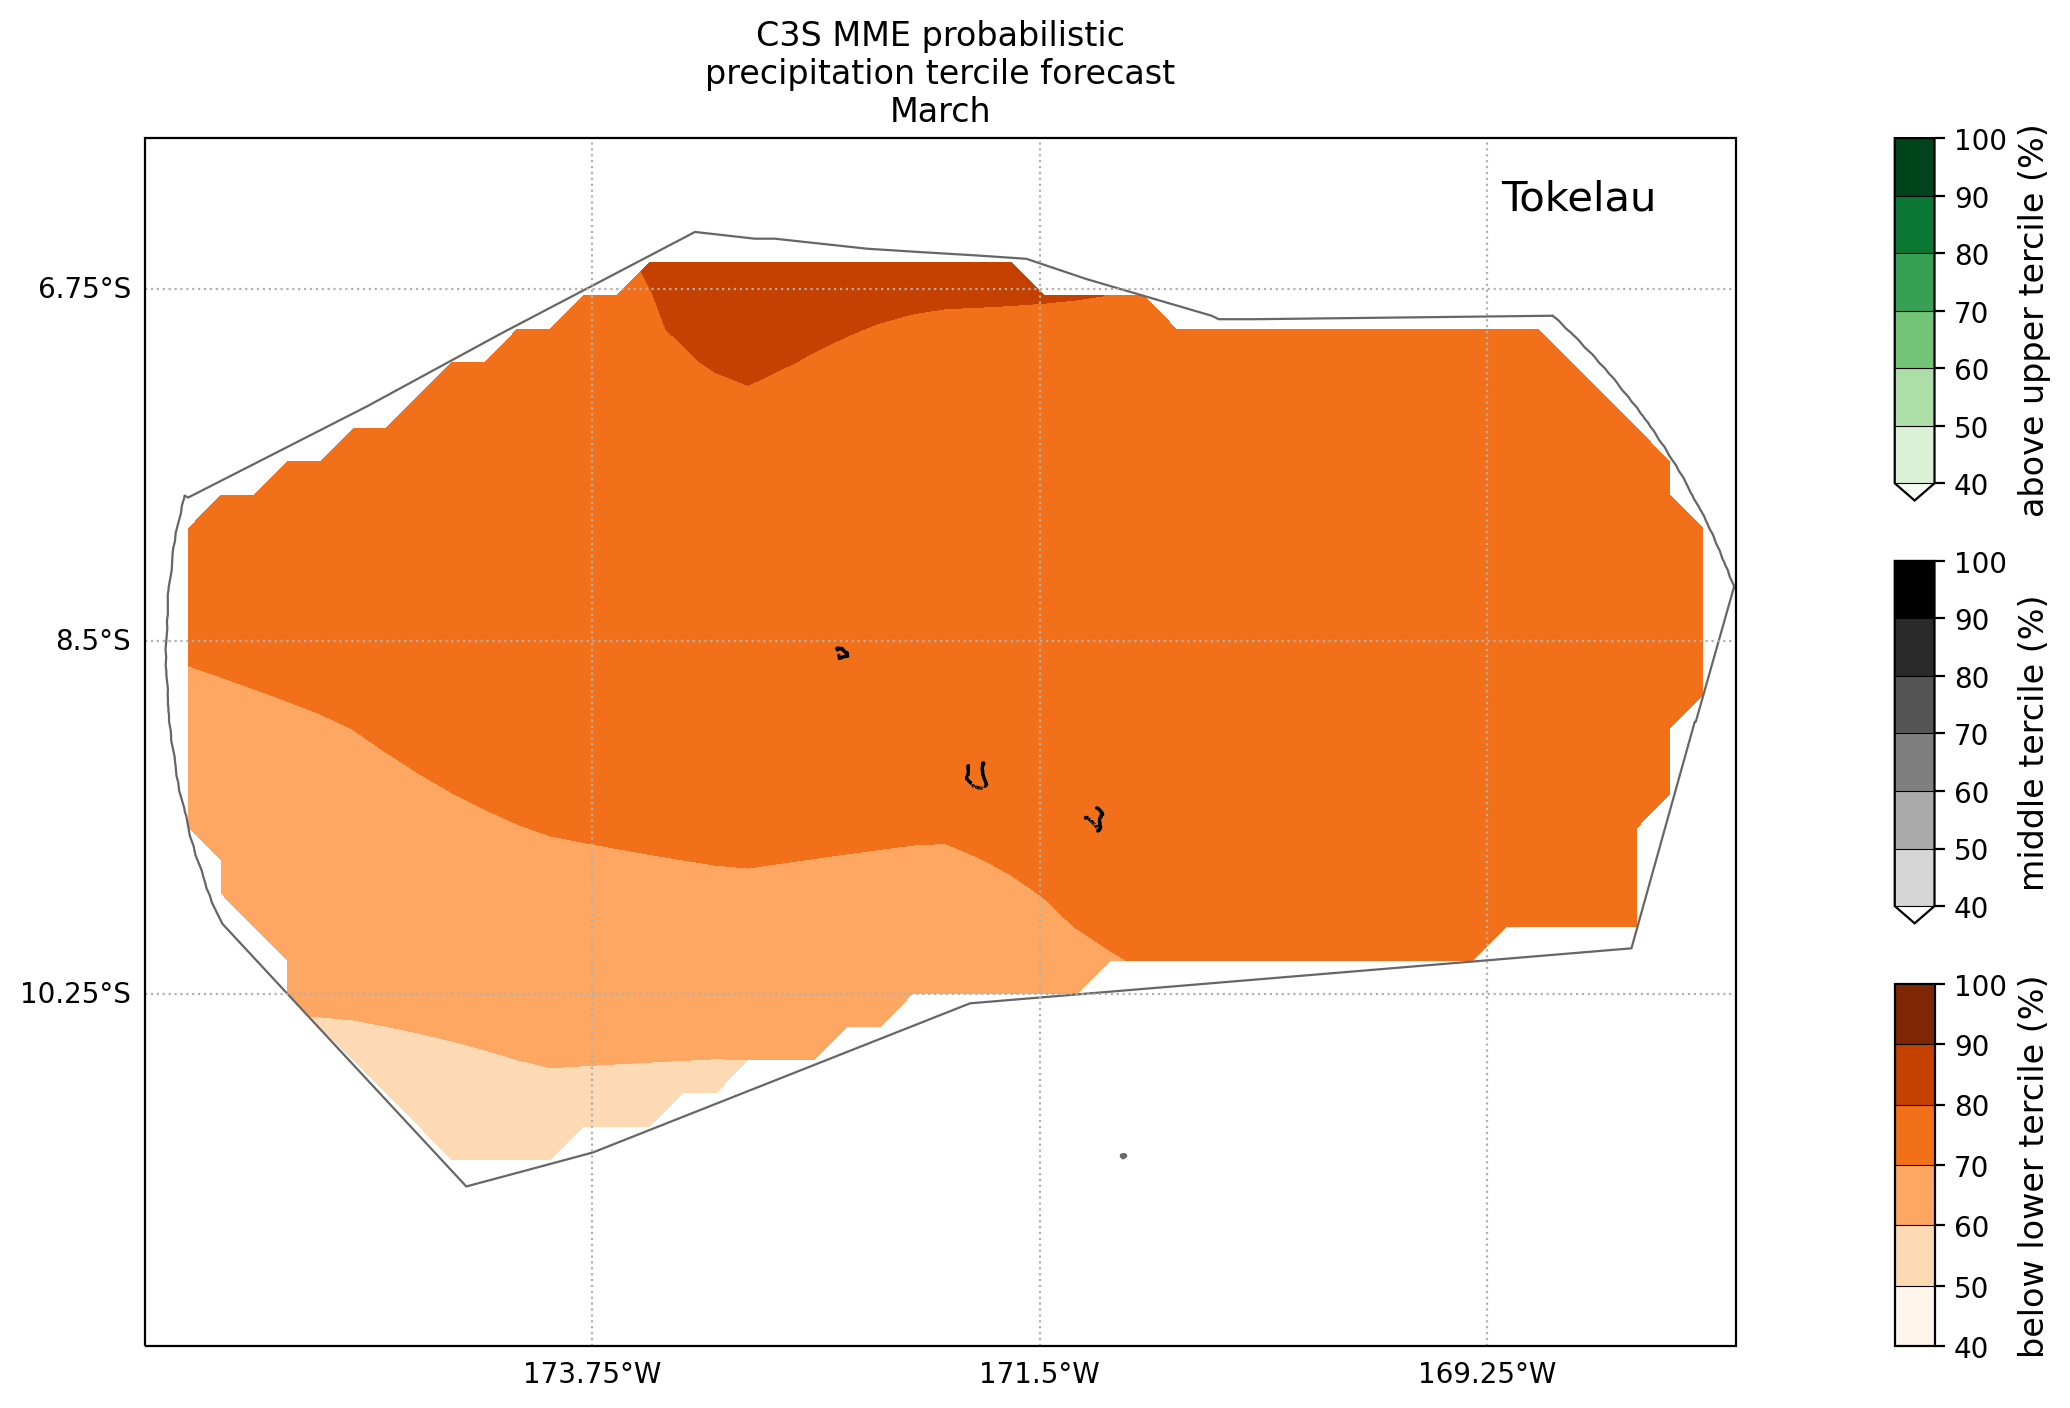 C3S MME probabilistic
precipitation tercile forecast
March
Tokelau
6.75°S
8.5°S
10.25°S
173.75°W
171.5°W
169.25°W
100
90
80
70
60
50
40
above upper tercile (%)
100
90
80
70
60
50
40
middle tercile (%)
100
90
80
70
60
50
40
below lower tercile (%)